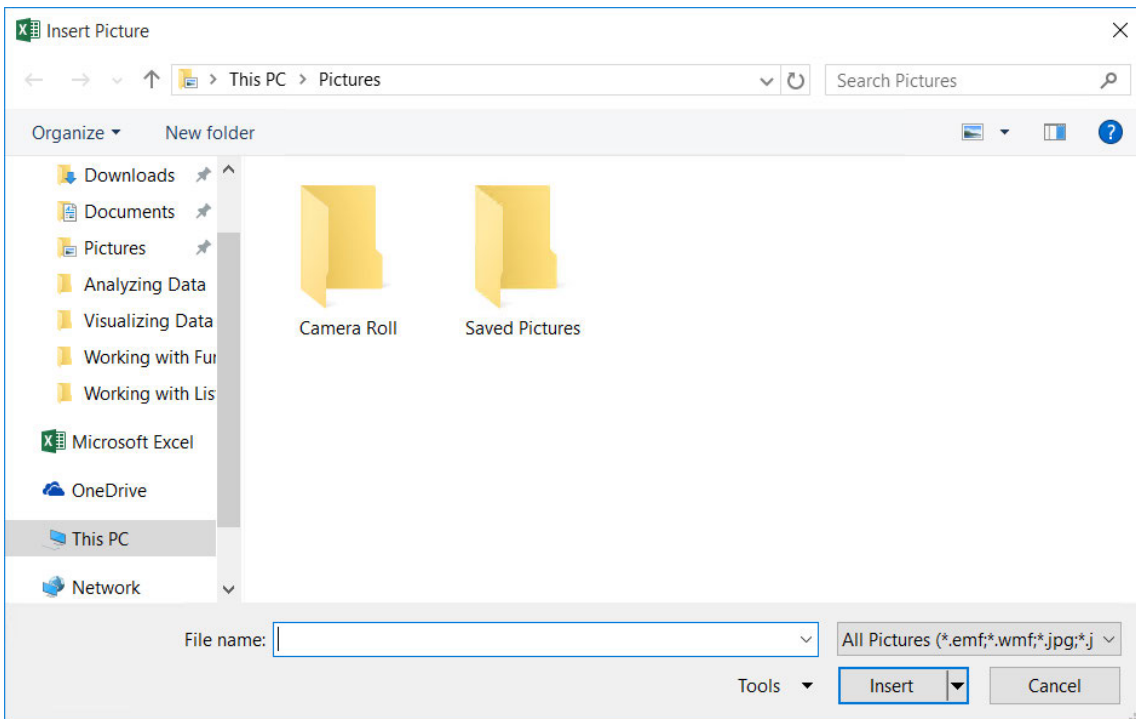 Insert Picture
This PC > Pictures
Search Pictures
Organize
New folder
Downloads
Documents
Pictures
Analyzing Data
Visualizing Data
Working with Fur
Working with Lis
Microsoft Excel
OneDrive
This PC
Network
Camera Roll
Saved Pictures
File name:
All Pictures (*.emf;*.wmf;*.jpg;*.j
Tools
Insert
Cancel